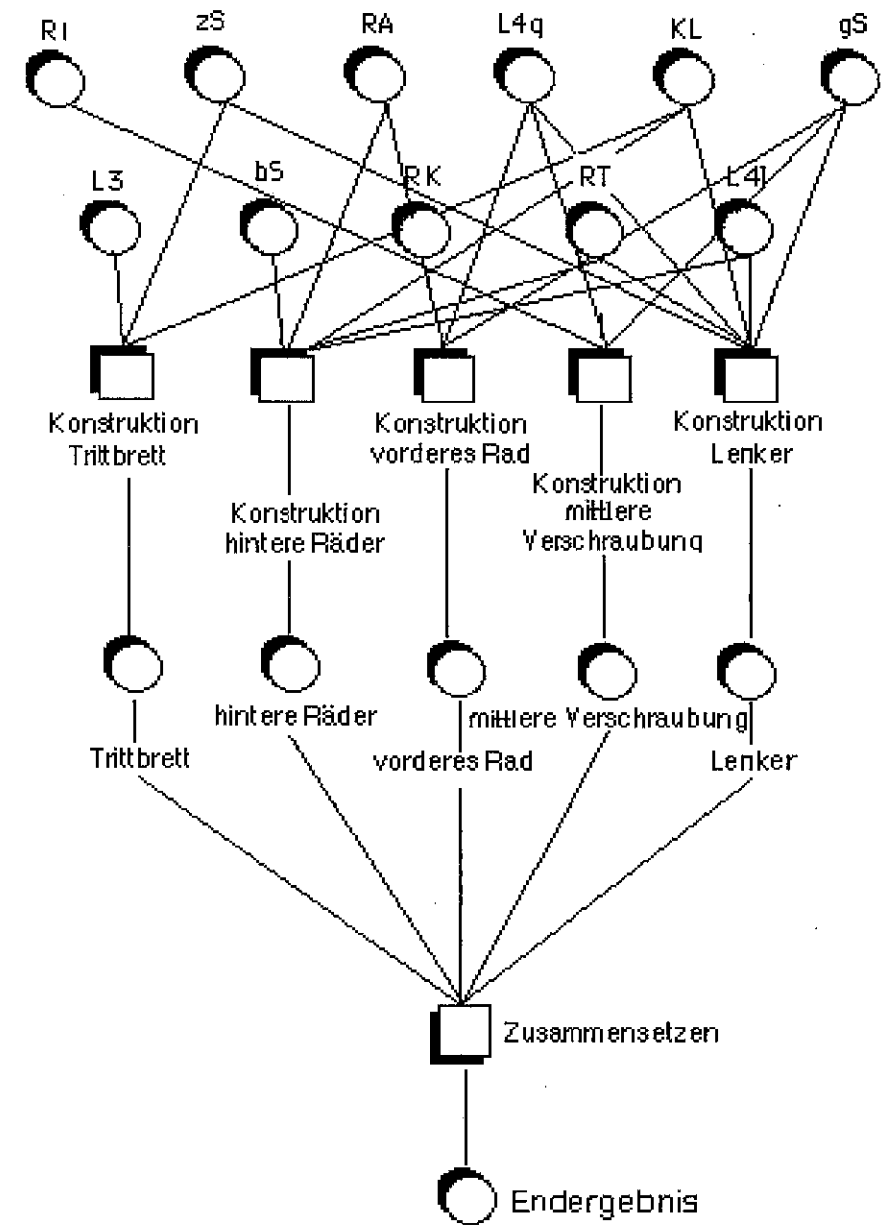 RI zS RA L4q KL gS
L3 bS RK RT L4l
Konstruktion
Trittbrett
Konstruktion
hintere Räder
Konstruktion
vorderes Rad
Konstruktion
mittlere
Verschraubung
Konstruktion
Lenker
hintere Räder
mittlere Verschraubung
Trittbrett
vorderes Rad
Lenker
Zusammensetzen
Endergebnis